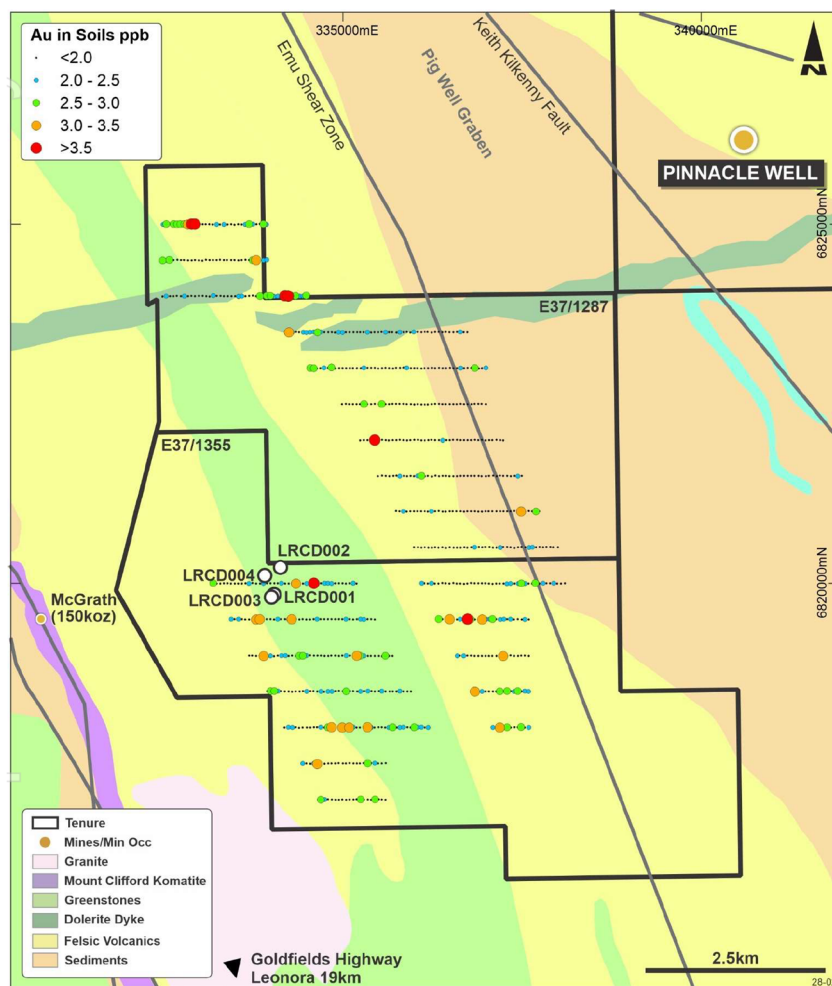 Au in Soils ppb
<2.0
2.0 - 2.5
2.5 - 3.0
3.0 - 3.5
>3.5
335000mE
340000mE
N
Emu Shear Zone
Pig Well Graben
Keith Kilkenny Fault
PINNACLE WELL
6825000mN
E37/1287
E37/1355
LRCD002
LRCD004
LRCD003
LRCD001
6820000mN
McGrath
(150koz)
Tenure
Mines/Min Occ
Granite
Mount Clifford Komatite
Greenstones
Dolerite Dyke
Felsic Volcanics
Sediments
Goldfields Highway
Leonora 19km
2.5km